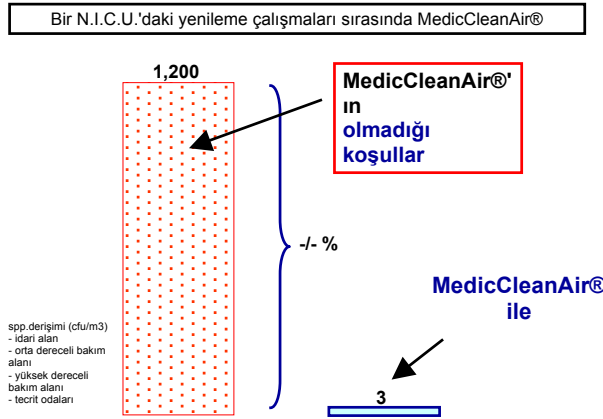 Bir N.I.C.U.'daki yenileme çalışmaları sırasında MedicCleanAir®
1,200
MedicCleanAir®'
ın
olmadığı
koşullar
-/- %
MedicCleanAir®
ile
spp.derişimi (cfu/m3)
- idari alan
- orta dereceli bakım
alanı
- yüksek dereceli
bakım alanı
- tecrit odaları
3